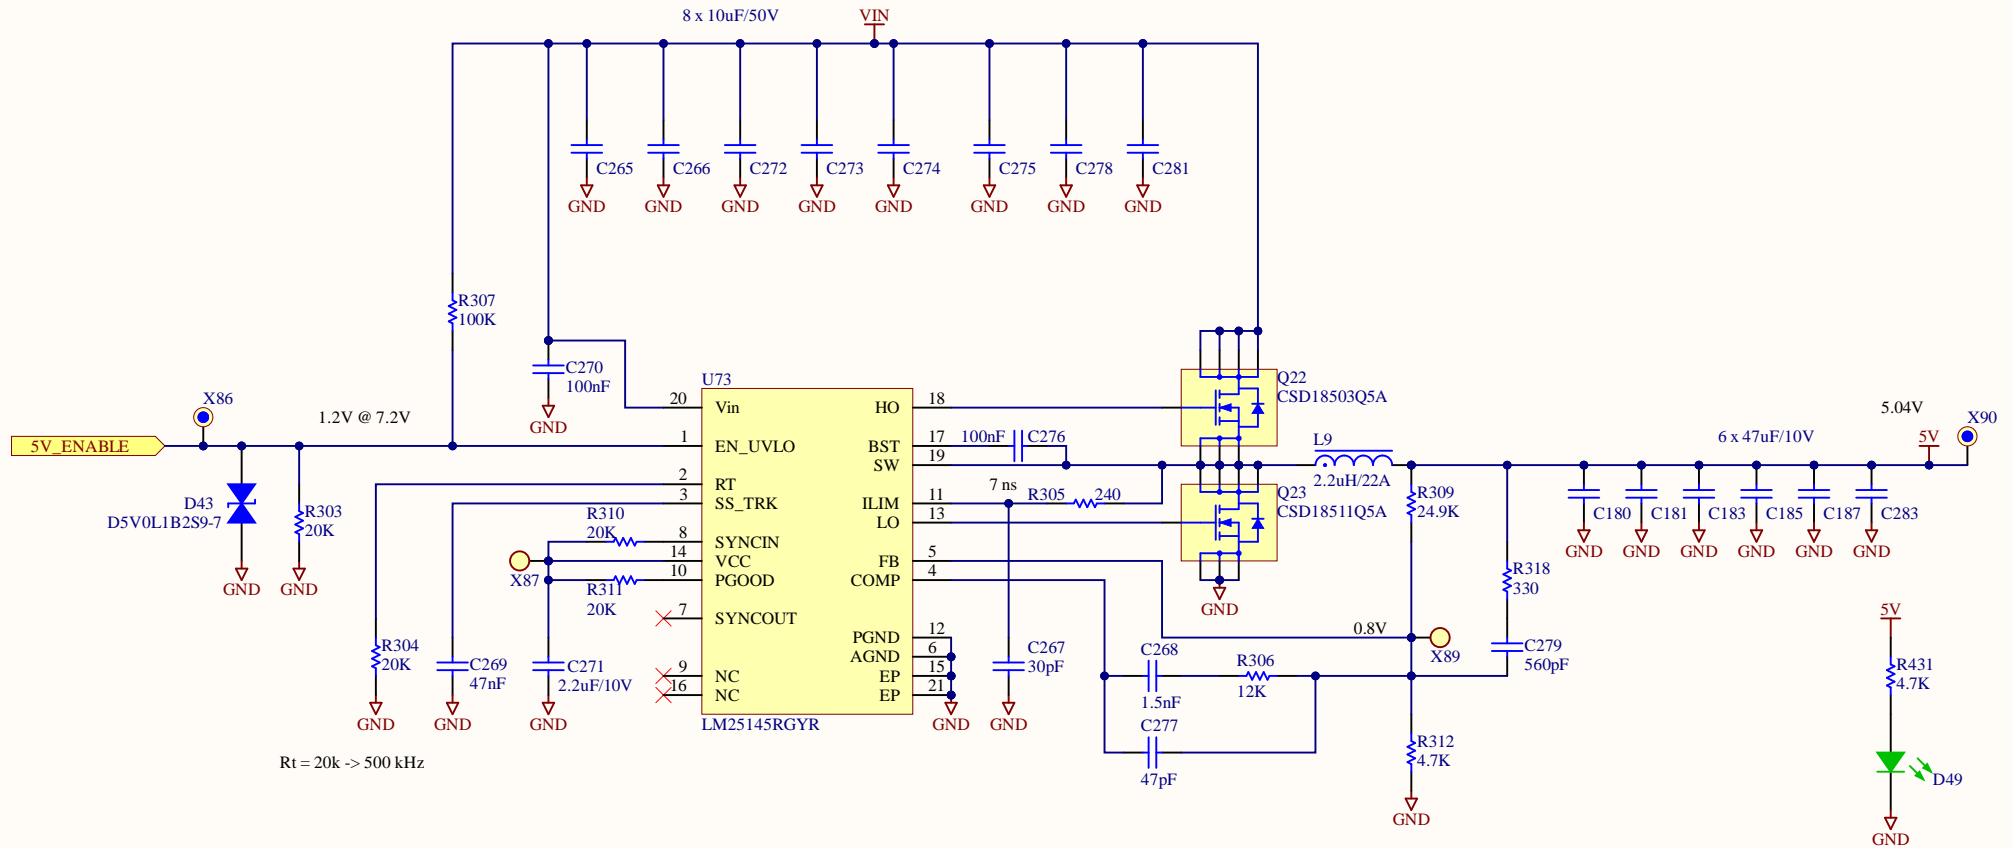 8 x 10uF/50V
VIN
C265
C266
C272
C273
C274
C275
C278
C281
GND
GND
GND
GND
GND
GND
GND
GND
R307
100K
C270
100nF
GND
X86
1.2V @ 7.2V
5V_ENABLE
D43
D5V0L1B2S9-7
GND
R303
20K
GND
R304
20K
GND
Rt = 20k -> 500 kHz
C269
47nF
GND
R310
20K
X87
R311
20K
C271
2.2uF/10V
GND
U73
20
Vin
1
EN_UVLO
2
RT
3
SS_TRK
8
SYNCIN
14
VCC
10
PGOOD
7
SYNCOUT
9
NC
16
NC
HO
18
BST
17
SW
19
ILIM
11
LO
13
FB
5
COMP
4
PGND
12
AGND
6
EP
15
EP
21
LM25145RGYR
GND
100nF
C276
7 ns
R305
240
C267
30pF
GND
Q22
CSD18503Q5A
Q23
CSD18511Q5A
GND
L9
2.2uH/22A
R309
24.9K
0.8V
X89
C268
1.5nF
R306
12K
C277
47pF
R312
4.7K
GND
R318
330
C279
560pF
6 x 47uF/10V
5.04V
5V
X90
C180
C181
C183
C185
C187
C283
GND
GND
GND
GND
GND
GND
5V
R431
4.7K
D49
GND